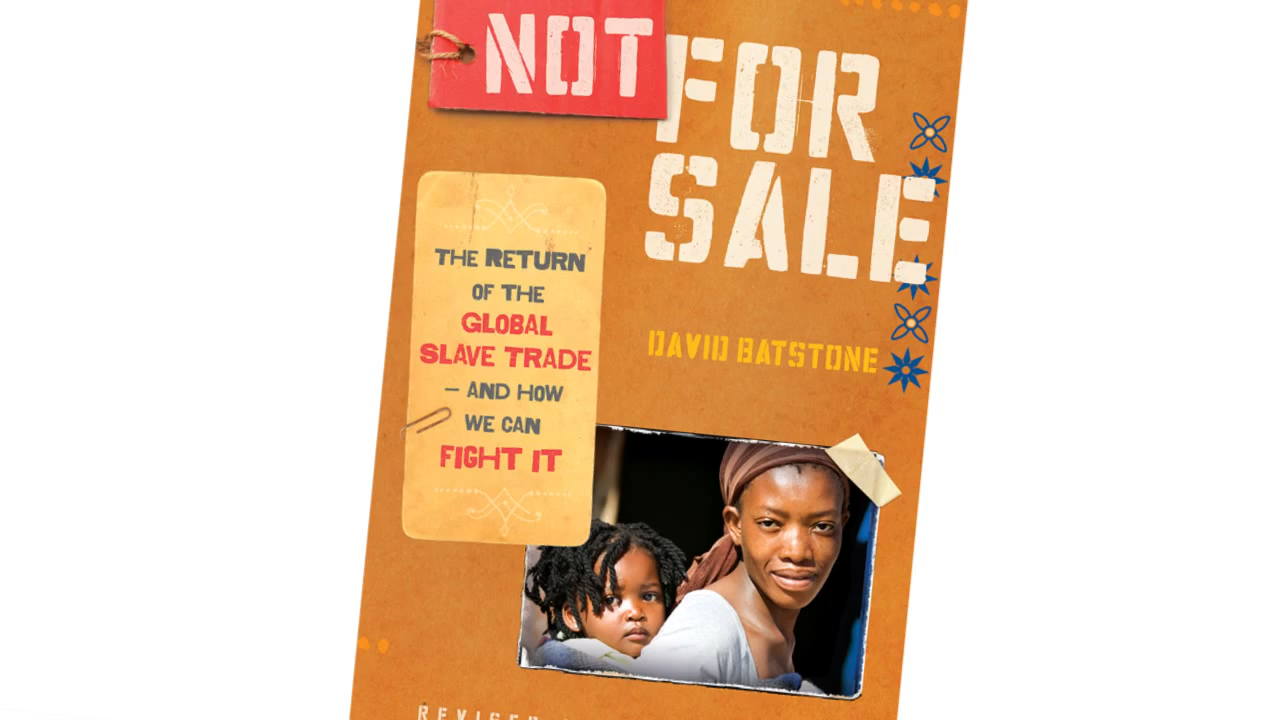 NOT FOR
SALE
THE RETURN
OF THE
GLOBAL
SLAVE TRADE
– AND HOW
WE CAN
FIGHT IT
DAVID BATSTONE